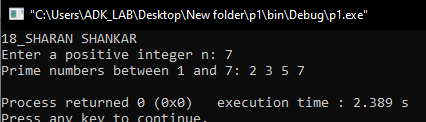 "C:\Users\ADK_LAB\Desktop\New folder\p1\bin\Debug\p1.exe"
18_SHARAN SHANKAR
Enter a positive integer n: 7
Prime numbers between 1 and 7: 2 3 5 7
Process returned 0 (0x0)   execution time : 2.389 s
Press any key to continue.